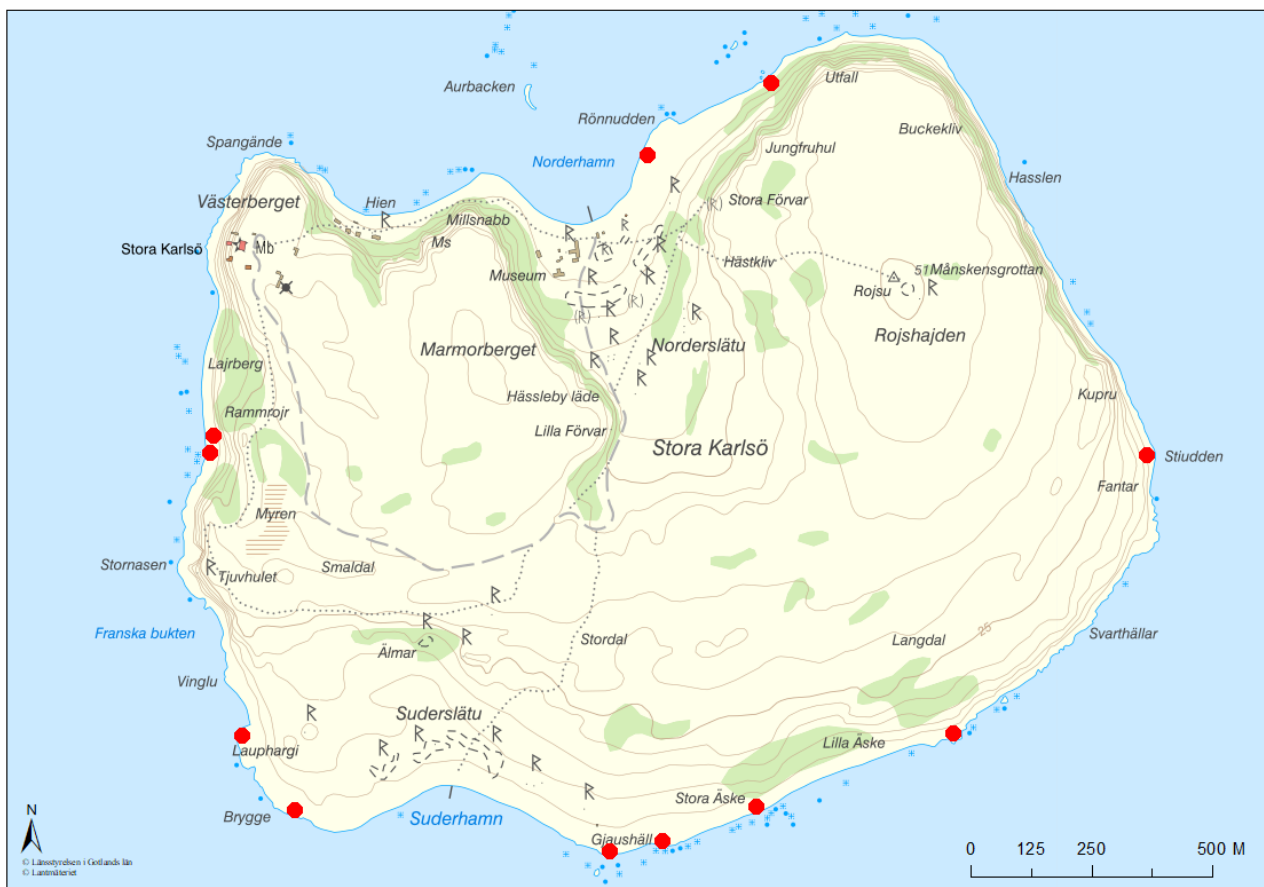 Aurbacken
Utfall
Rönnudden
Buckekliv
Spangände
Jungfruhul
Norderhamn
Hasslen
Västerberget
Hien
R
R
Stora Förvar
(R)
Millsnabb
R
R
Stora Karlsö
Mb
Ms
R
R
Hästkliv
Museum
R
R
51
Månskensgrottan
Rojsu
R
(R)
R
R
(R)
Rojshajden
R
Norderslätu
Marmorberget
R
R
Lajrberg
R
Hässleby läde
Kupru
Rammrojr
Lilla Förvar
Stora Karlsö
Stiudden
Fantar
Myren
Stornasen
R
Tjuvhulet
Smaldal
R
Franska bukten
R
25
Svarthällar
R
Stordal
Langdal
Älmar
Vinglu
R
Suderslätu
R
R
Lauphargi
R
Lilla Äske
R
R
Stora Äske
Brygge
Suderhamn
N
Gjaushäll
0 125 250 500 M
© Länsstyrelsen i Gotlands län
© Lantmäteriet